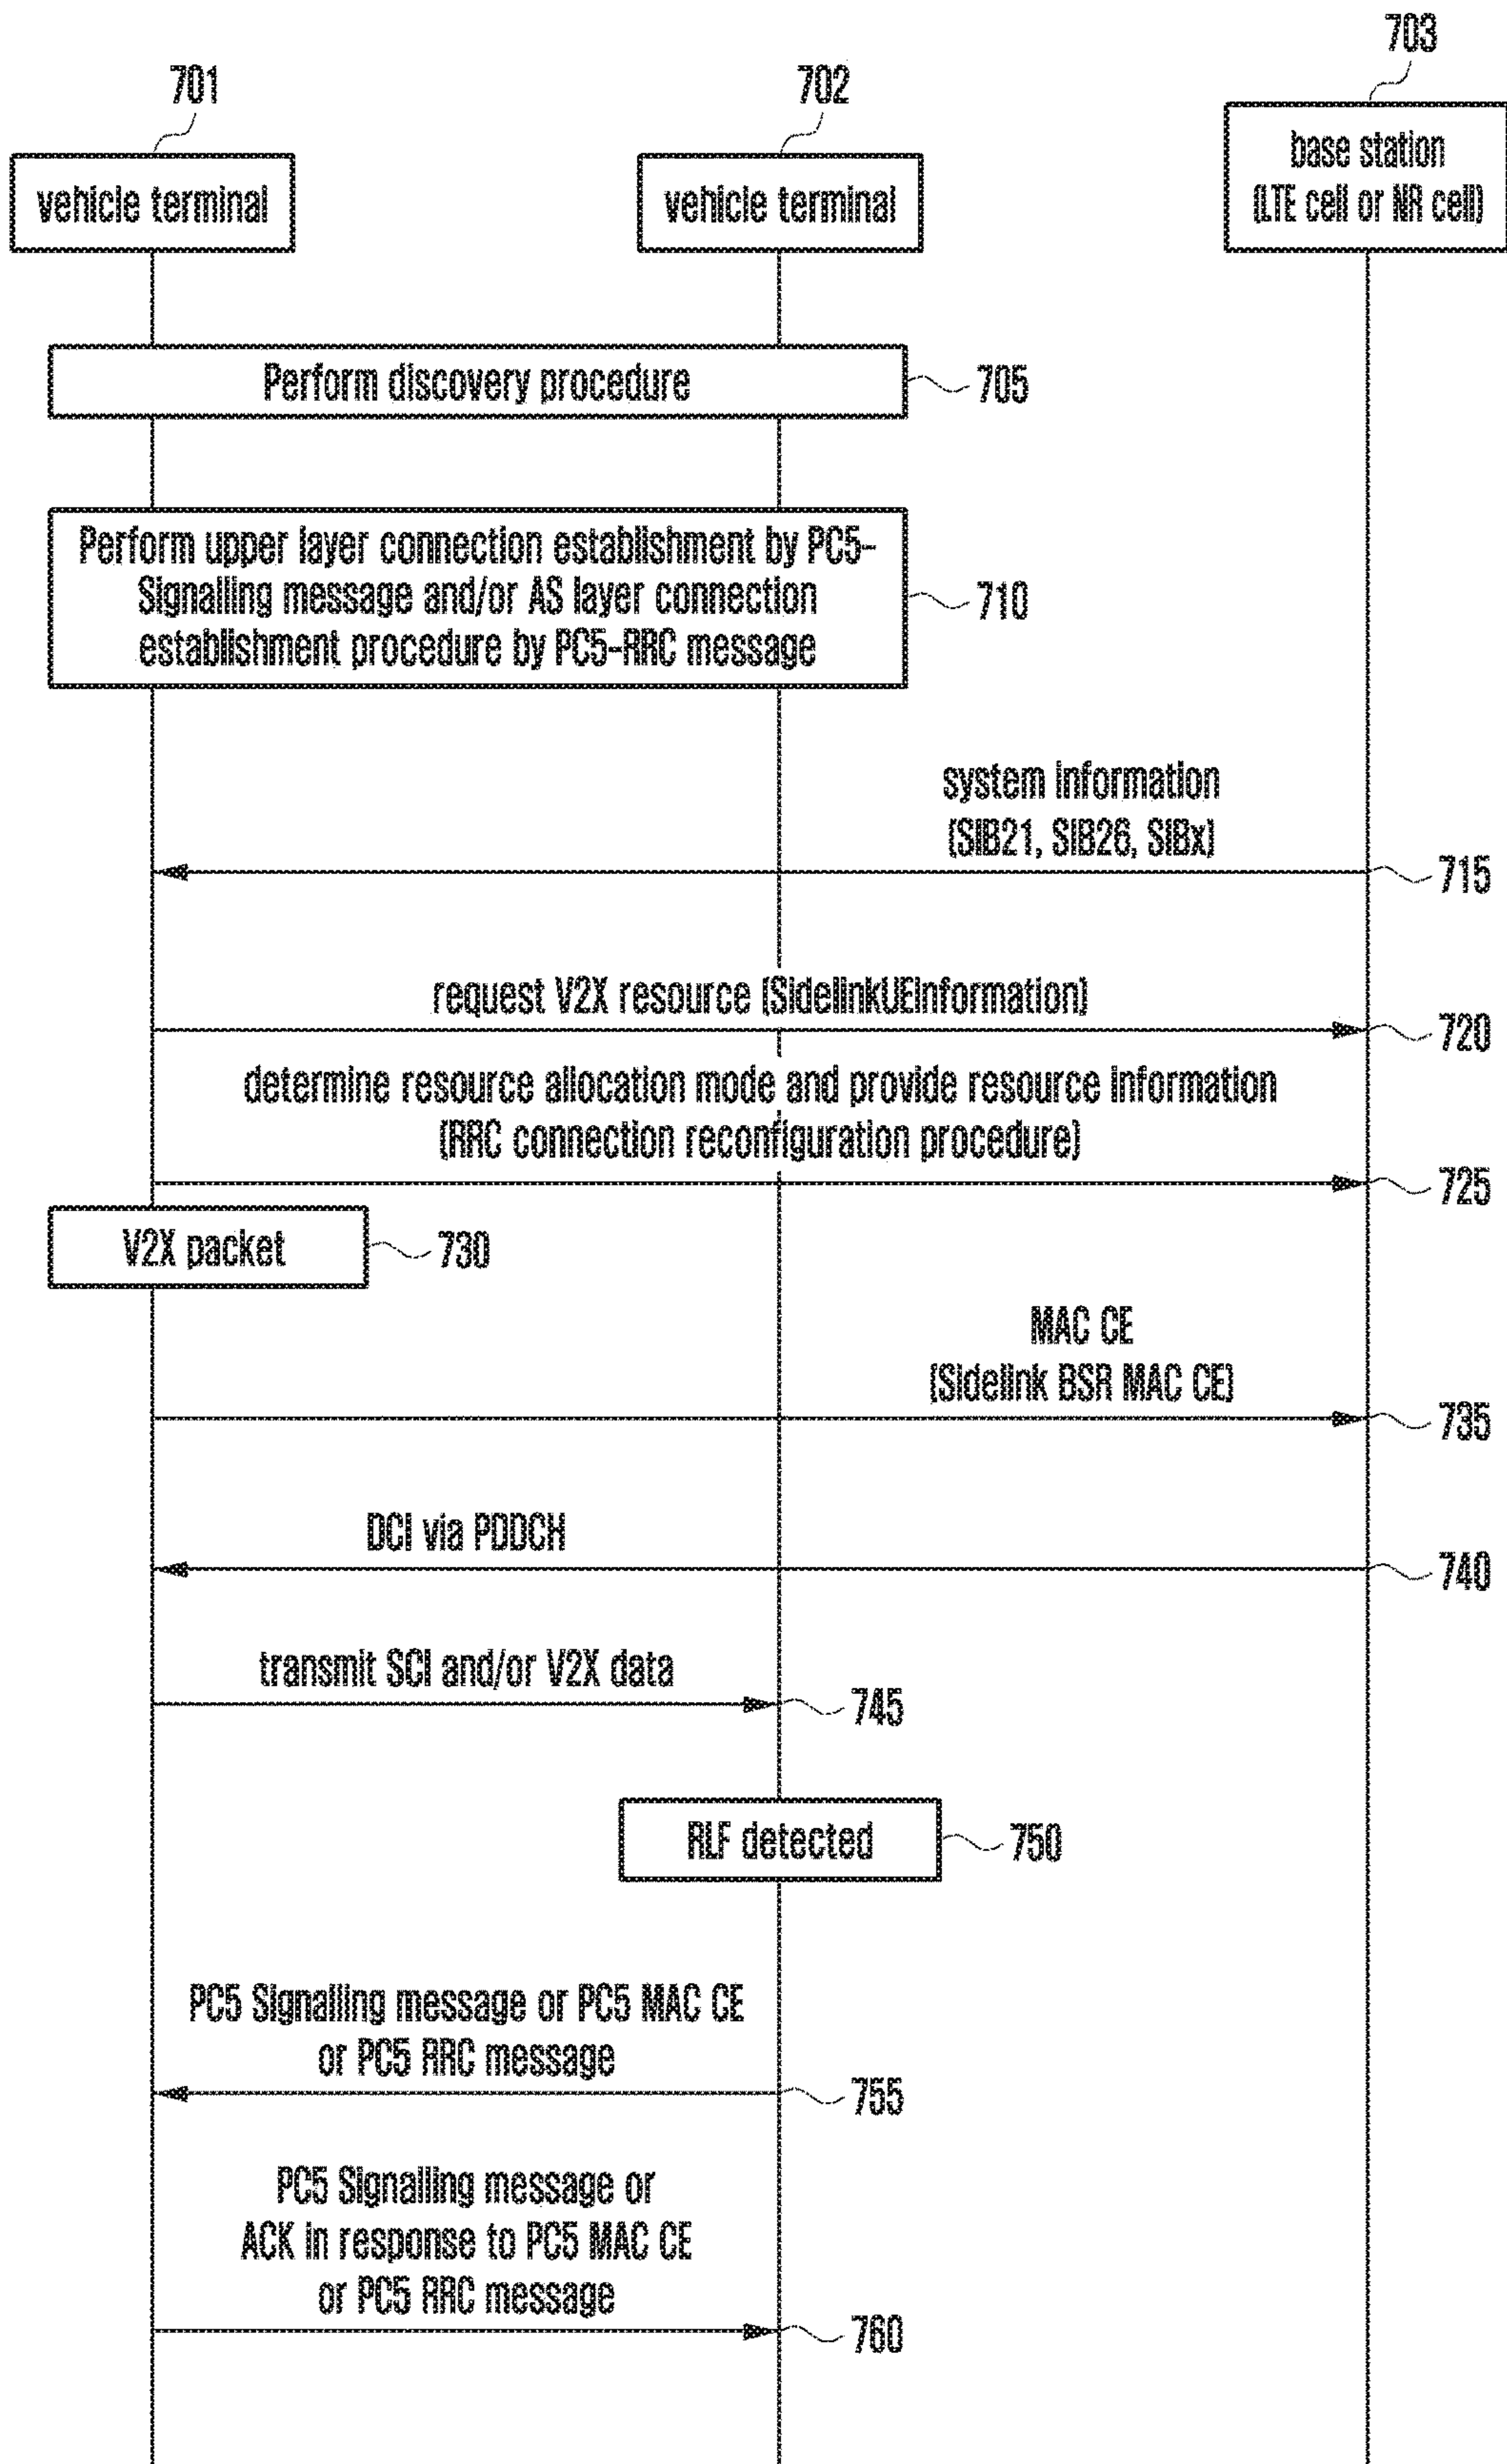 703
701
702
base station
(LTE cell or NR cell)
vehicle terminal
vehicle terminal
Perform discovery procedure
705
Perform upper layer connection establishment by PC5-
Signalling message and/or AS layer connection
establishment procedure by PC5-RRC message
710
system information
(SIB21, SIB26, SIBx)
715
request V2X resource (SidelinkUEInformation)
720
determine resource allocation mode and provide resource information
(RRC connection reconfiguration procedure)
725
V2X packet
730
MAC CE
(Sidelink BSR MAC CE)
735
DCI via PDDCH
740
transmit SCI and/or V2X data
745
RLF detected
750
PC5 Signalling message or PC5 MAC CE
or PC5 RRC message
755
PC5 Signalling message or
ACK in response to PC5 MAC CE
or PC5 RRC message
760